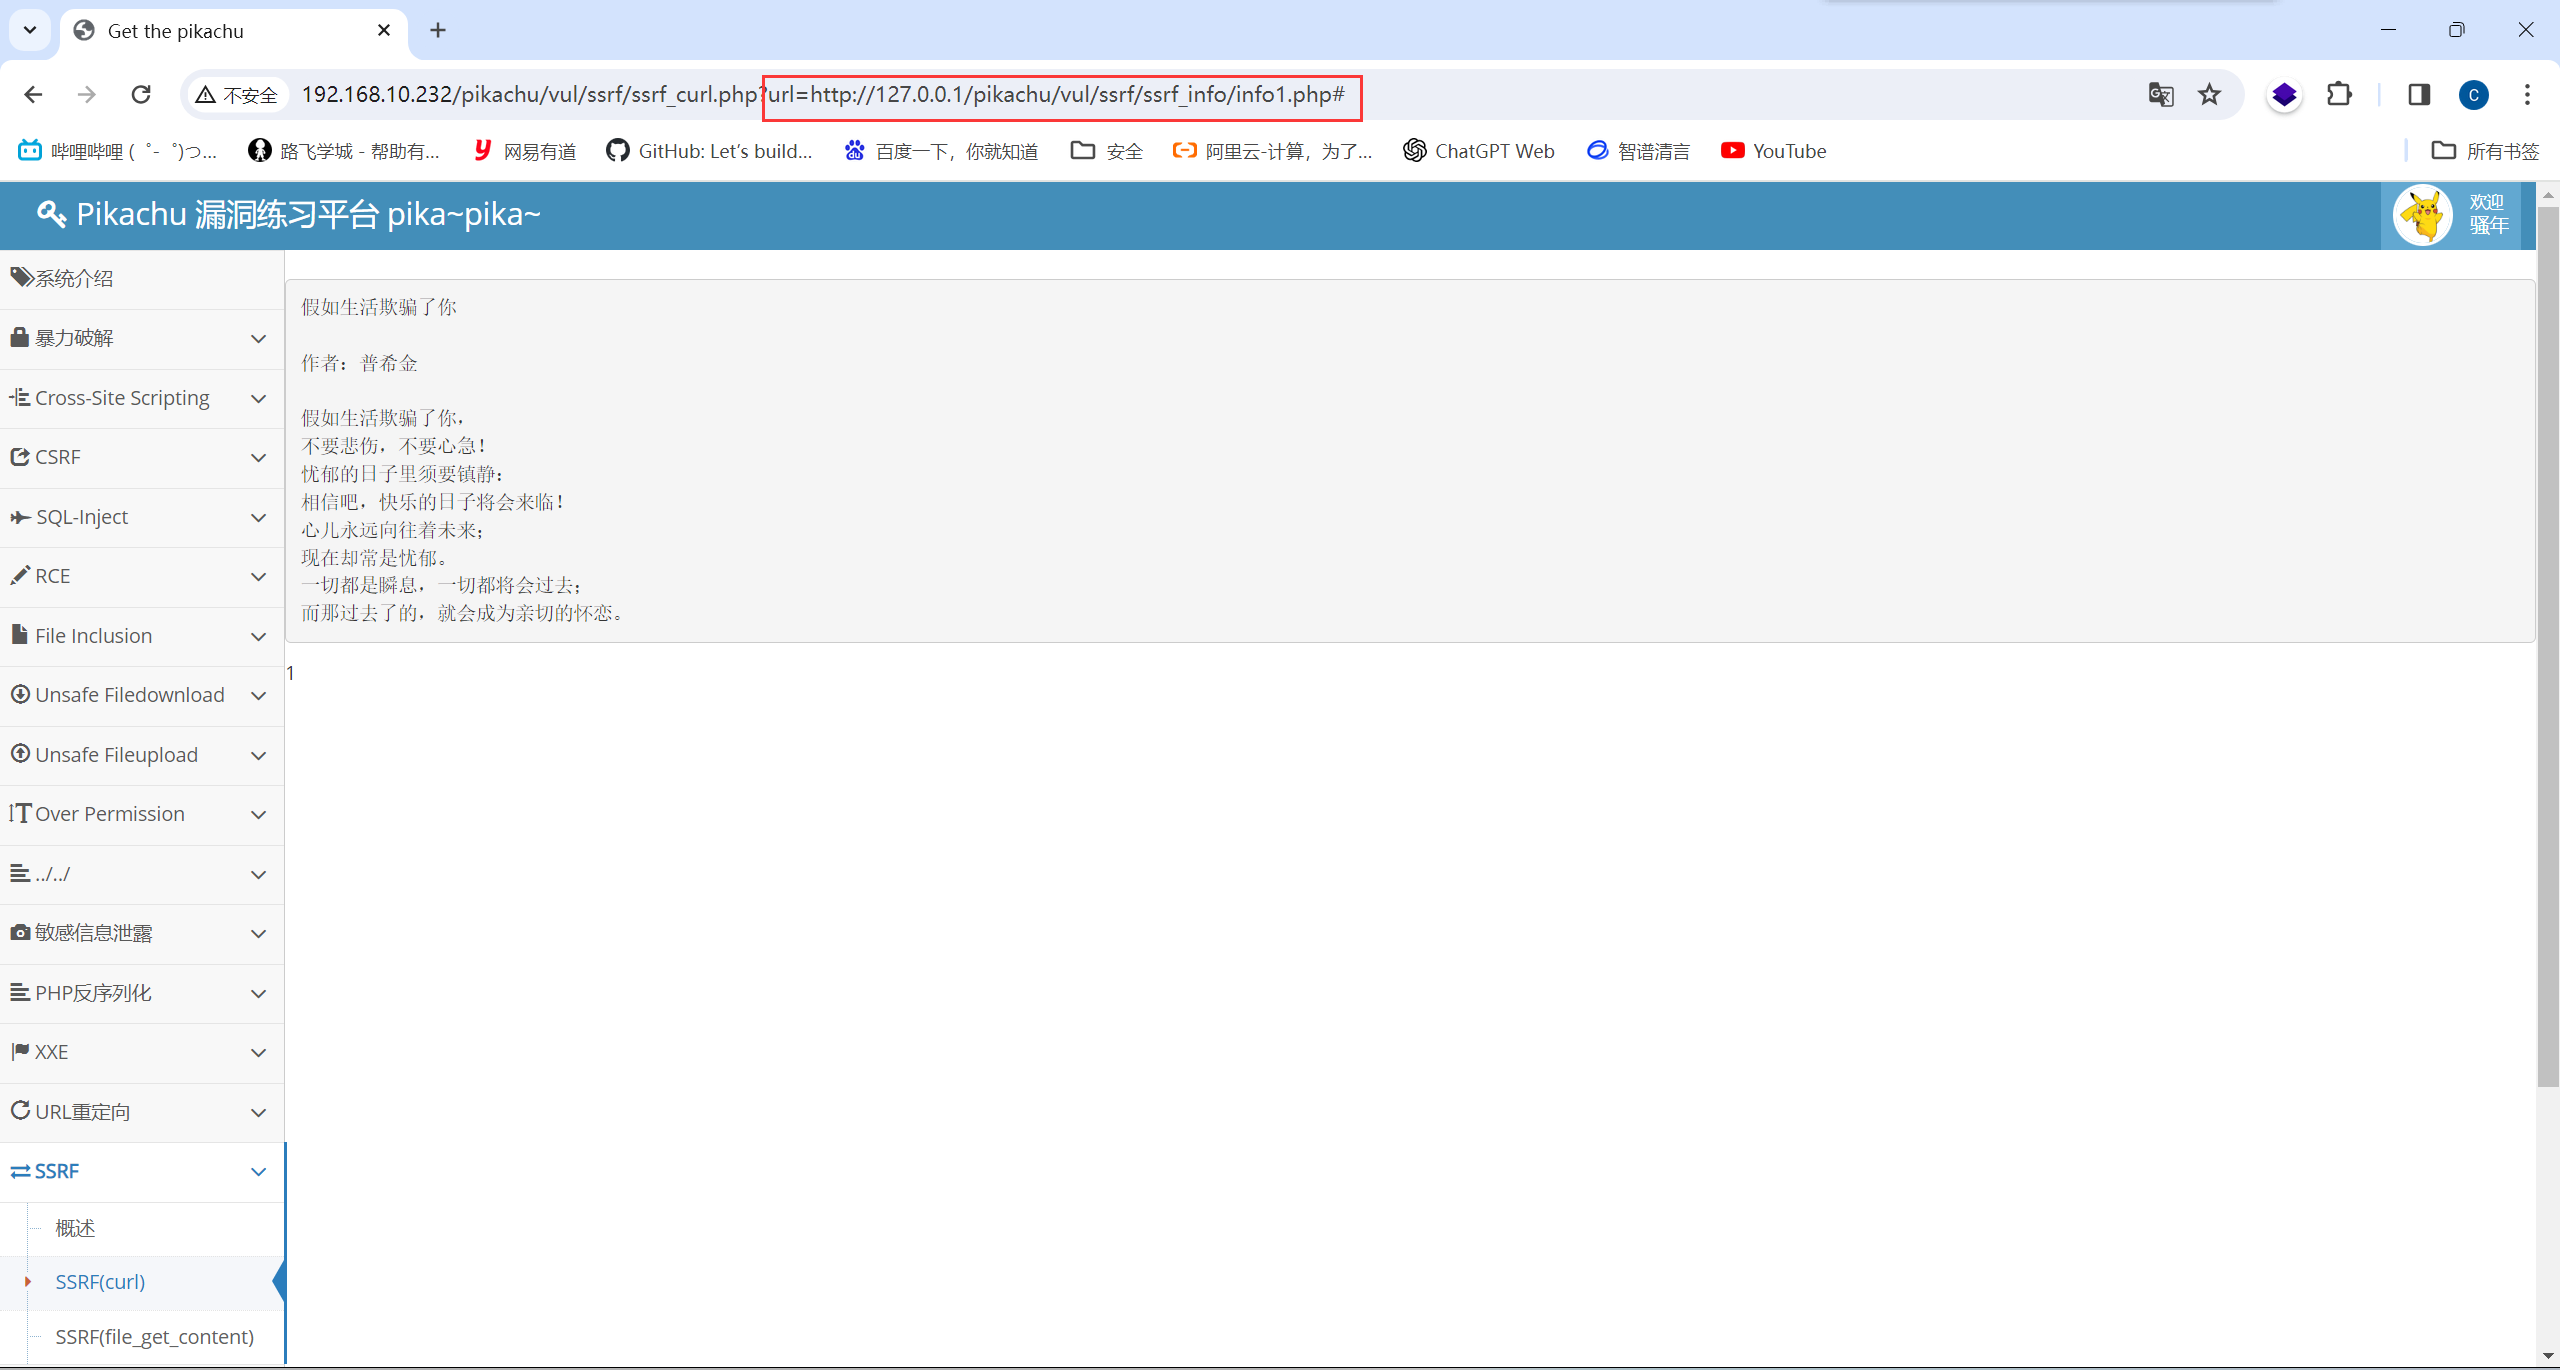 Get the pikachu
不安全
192.168.10.232/pikachu/vul/ssrf/ssrf_curl.php?url=http://127.0.0.1/pikachu/vul/ssrf/ssrf_info/info1.php#
C
哔哩哔哩 (゜-゜)つ...
路飞学城 - 帮助有...
网易有道
GitHub: Let's build...
百度一下，你就知道
安全
阿里云-计算，为了...
ChatGPT Web
智谱清言
YouTube
所有书签
Pikachu 漏洞练习平台 pika~pika~
欢迎
骚年
系统介绍
暴力破解
Cross-Site Scripting
CSRF
SQL-Inject
RCE
File Inclusion
Unsafe Filedownload
Unsafe Fileupload
Over Permission
../../
敏感信息泄露
PHP反序列化
XXE
URL重定向
SSRF
概述
SSRF(curl)
SSRF(file_get_content)
假如生活欺骗了你
作者：普希金
假如生活欺骗了你，
不要悲伤，不要心急！
忧郁的日子里须要镇静：
相信吧，快乐的日子将会来临！
心儿永远向往着未来；
现在却常是忧郁。
一切都是瞬息，一切都将会过去；
而那过去了的，就会成为亲切的怀恋。
1